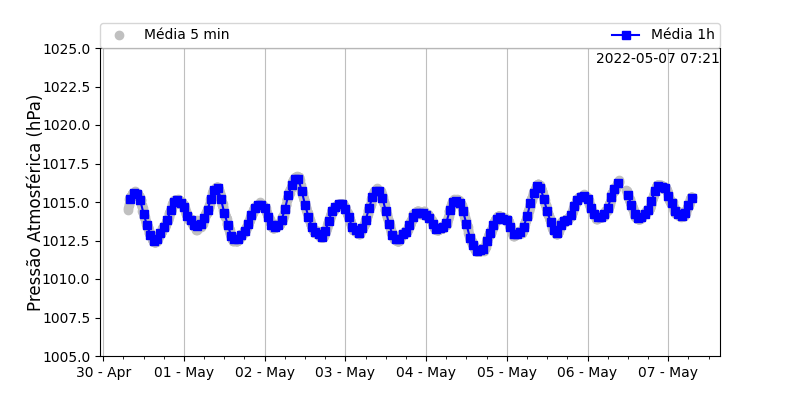 Média 5 min
Média 1h
2022-05-07 07:21
Pressão Atmosférica (hPa)
1025.0
1022.5
1020.0
1017.5
1015.0
1012.5
1010.0
1007.5
1005.0
30 - Apr
01 - May
02 - May
03 - May
04 - May
05 - May
06 - May
07 - May